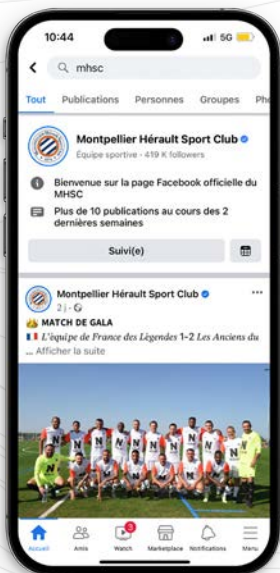 10:44
5G
mhsc
Tout Publications Personnes Groupes Pho
Montpellier Hérault Sport Club
Équipe sportive · 419 K followers
Bienvenue sur la page Facebook officielle du
MHSC
Plus de 10 publications au cours des 2
dernières semaines
Suivi(e)
Montpellier Hérault Sport Club
2 j ·
MATCH DE GALA
L'équipe de France des Légendes 1-2 Les Anciens du
... Afficher la suite
3
Accueil Amis Watch Marketplace Notifications Menu